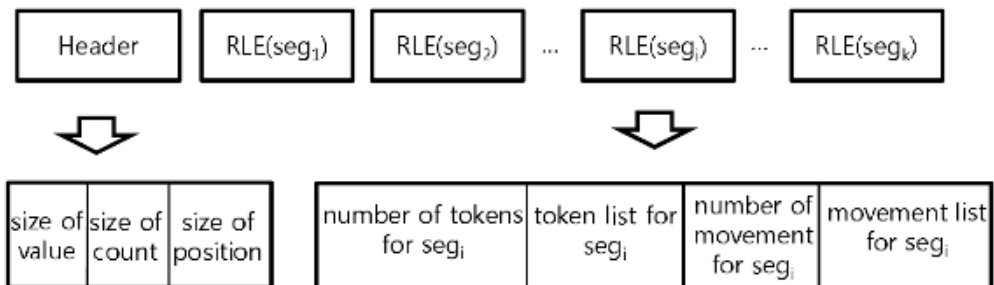 Header RLE(seg₁) RLE(seg₂) ... RLE(segᵢ) ... RLE(segₖ)
size of value
size of count
size of position
number of tokens
for segᵢ
token list for
segᵢ
number of
movement
for segᵢ
movement list
for segᵢ